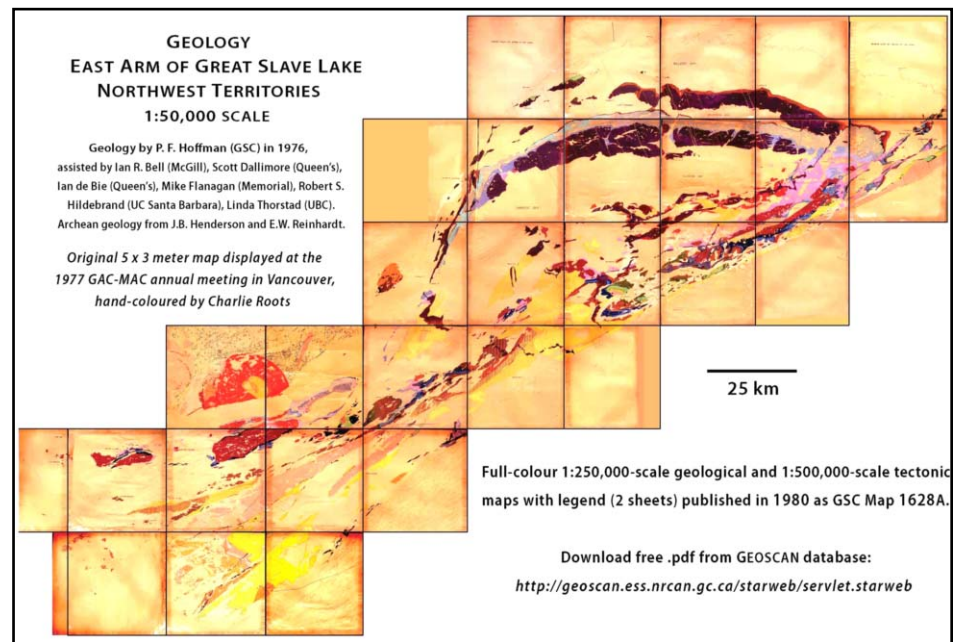 GEOLOGY
EAST ARM OF GREAT SLAVE LAKE
NORTHWEST TERRITORIES
1:50,000 SCALE
Geology by P. F. Hoffman (GSC) in 1976,
assisted by Ian R. Bell (McGill), Scott Dallimore (Queen's),
Ian de Bie (Queen's), Mike Flanagan (Memorial), Robert S.
Hildebrand (UC Santa Barbara), Linda Thorstad (UBC).
Archean geology from J.B. Henderson and E.W. Reinhardt.
Original 5 x 3 meter map displayed at the
1977 GAC-MAC annual meeting in Vancouver,
hand-coloured by Charlie Roots
25 km
Full-colour 1:250,000-scale geological and 1:500,000-scale tectonic
maps with legend (2 sheets) published in 1980 as GSC Map 1628A.
Download free .pdf from GEOSCAN database:
http://geoscan.ess.nrcan.gc.ca/starweb/servlet.starweb